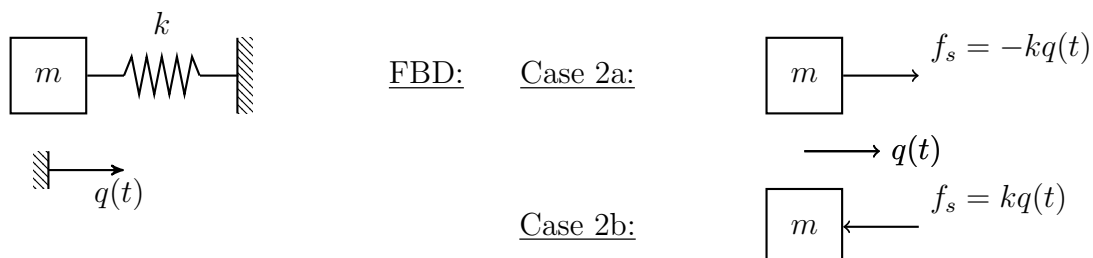 k
m
q(t)
FBD:
Case 2a:
m
f_s = -kq(t)
q(t)
Case 2b:
m
f_s = kq(t)